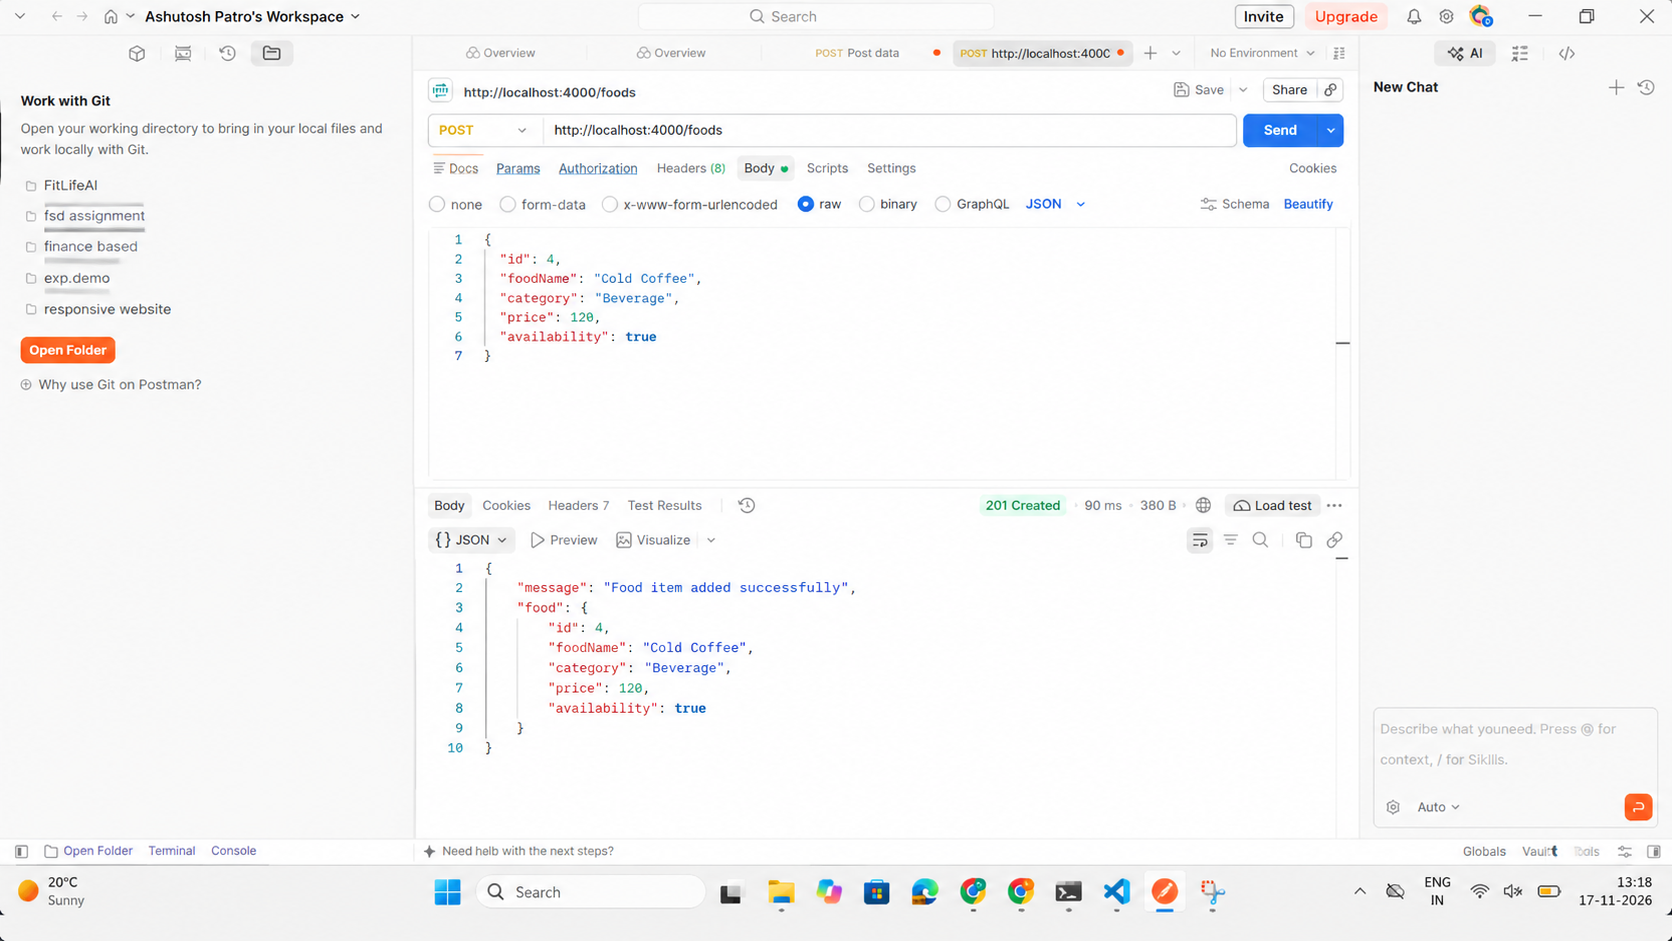 Ashutosh Patro's Workspace
Search
Invite
Upgrade
Overview
Overview
POST Post data
POST http://localhost:400C
No Environment
AI
Work with Git
Open your working directory to bring in your local files and
work locally with Git.
FitLifeAI
fsd assignment
finance based
exp.demo
responsive website
Open Folder
Why use Git on Postman?
http://localhost:4000/foods
Save
Share
POST
http://localhost:4000/foods
Send
Docs
Params
Authorization
Headers (8)
Body
Scripts
Settings
Cookies
none
form-data
x-www-form-urlencoded
raw
binary
GraphQL
JSON
Schema
Beautify
1 {
2 "id": 4,
3 "foodName": "Cold Coffee",
4 "category": "Beverage",
5 "price": 120,
6 "availability": true
7 }
Body
Cookies
Headers 7
Test Results
201 Created
90 ms
380 B
Load test
{} JSON
Preview
Visualize
1 {
2 "message": "Food item added successfully",
3 "food": {
4 "id": 4,
5 "foodName": "Cold Coffee",
6 "category": "Beverage",
7 "price": 120,
8 "availability": true
9 }
10 }
New Chat
Describe what youneed. Press @ for
context, / for Sikills.
Auto
Open Folder
Terminal
Console
Need help with the next steps?
Globals
Vault
20°C
Sunny
Search
ENG
IN
13:18
17-11-2026